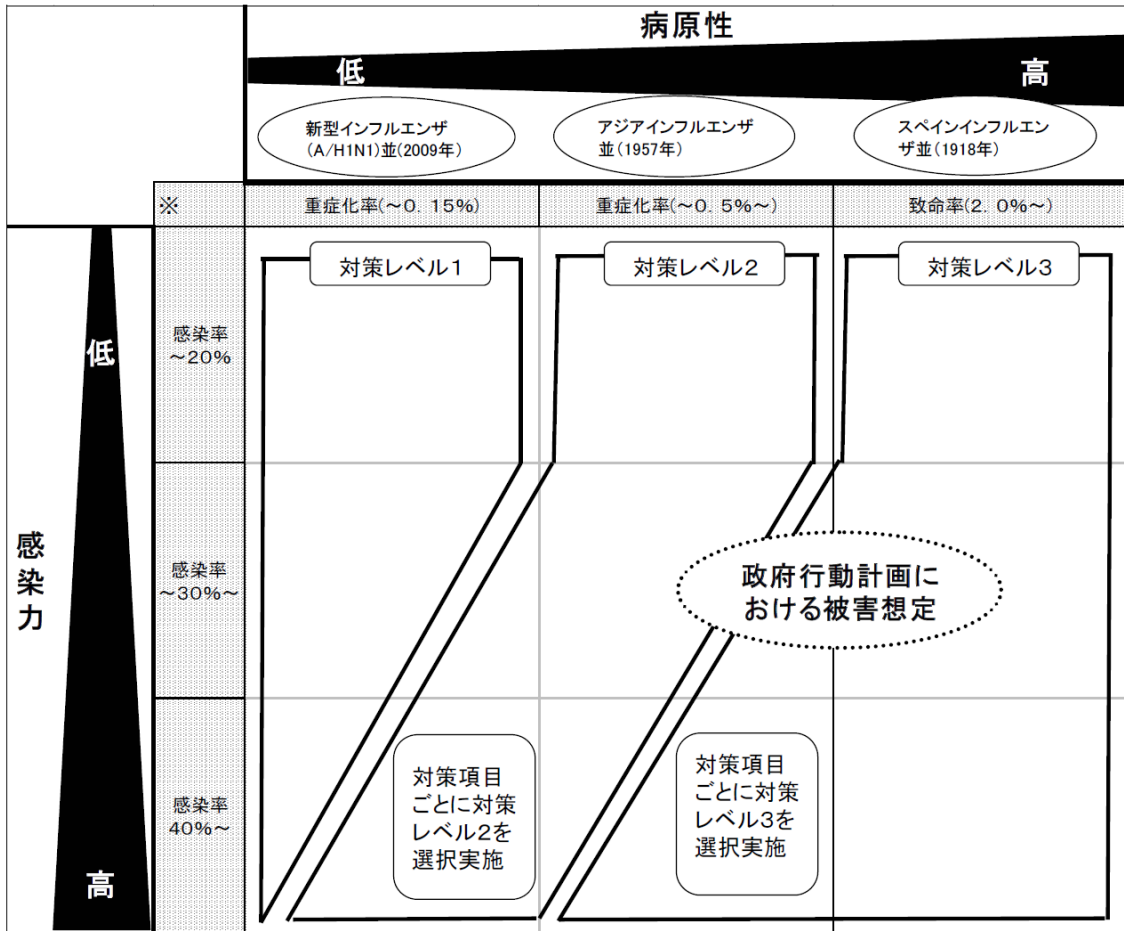 病原性
低
高
新型インフルエンザ
(A/H1N1)並(2009年)
アジアインフルエンザ
並(1957年)
スペインインフルエン
ザ並(1918年)
※
重症化率(～0．15%)
重症化率(～0．5%～)
致命率(2．0%～)
対策レベル1
対策レベル2
対策レベル3
感染力
低
高
感染率
～20%
感染率
～30%～
感染率
40%～
政府行動計画に
おける被害想定
対策項目
ごとに対策
レベル2を
選択実施
対策項目
ごとに対策
レベル3を
選択実施